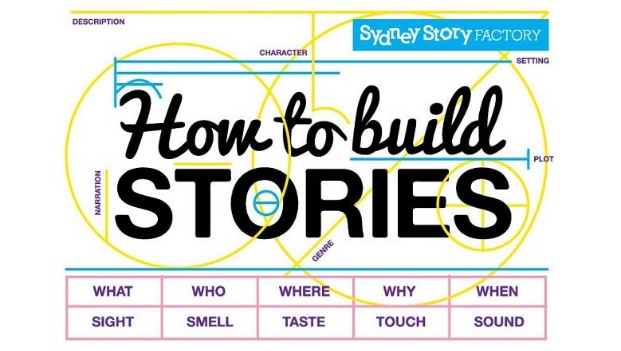 DESCRIPTION
Sydney Story FACTORY
CHARACTER
SETTING
How to build
PLOT
NARRATION
STORIES
GENRE
WHAT WHO WHERE WHY WHEN
SIGHT SMELL TASTE TOUCH SOUND